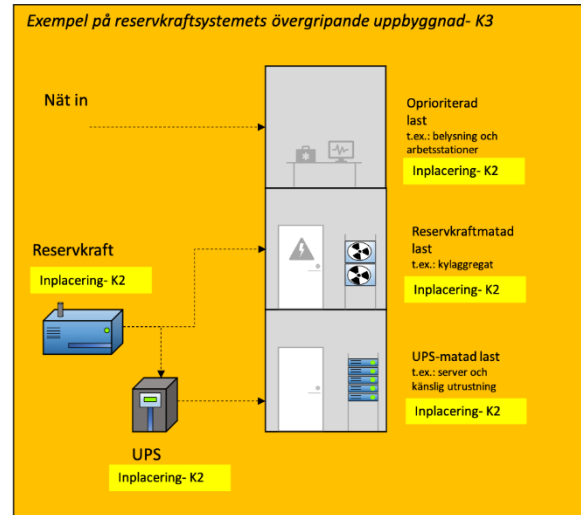 Exempel på reservkraftsystemets övergripande uppbyggnad- K3
Nät in
Oprioriterad
last
t.ex.: belysning och
arbetsstationer
Inplacering- K2
Reservkraft
Inplacering- K2
Reservkraftmatad
last
t.ex.: kylaggregat
Inplacering- K2
UPS-matad last
t.ex.: server och
känslig utrustning
Inplacering- K2
UPS
Inplacering- K2